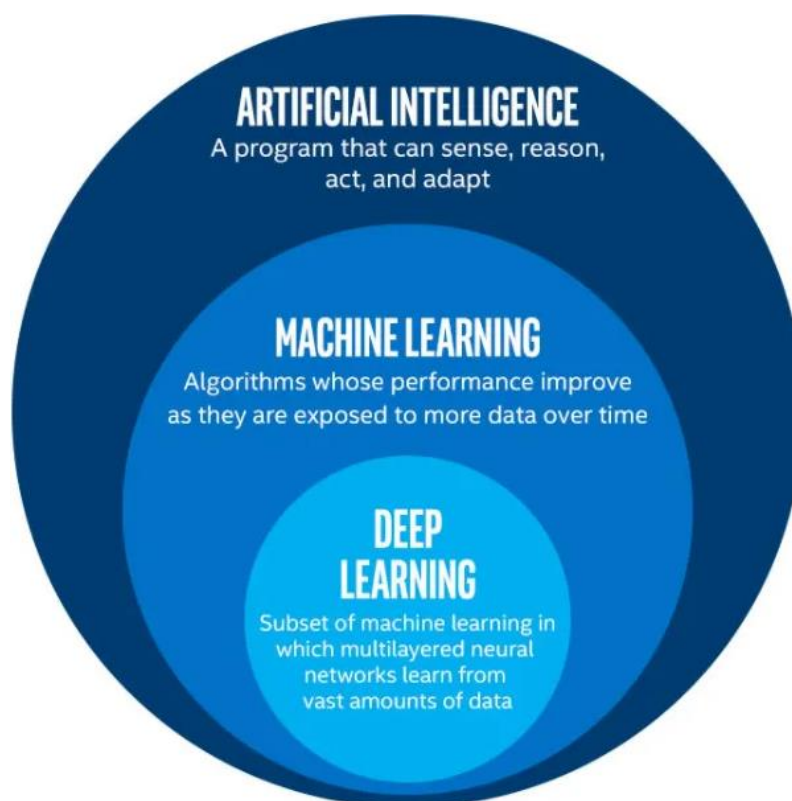 ARTIFICIAL INTELLIGENCE
A program that can sense, reason,
act, and adapt
MACHINE LEARNING
Algorithms whose performance improve
as they are exposed to more data over time
DEEP
LEARNING
Subset of machine learning in
which multilayered neural
networks learn from
vast amounts of data